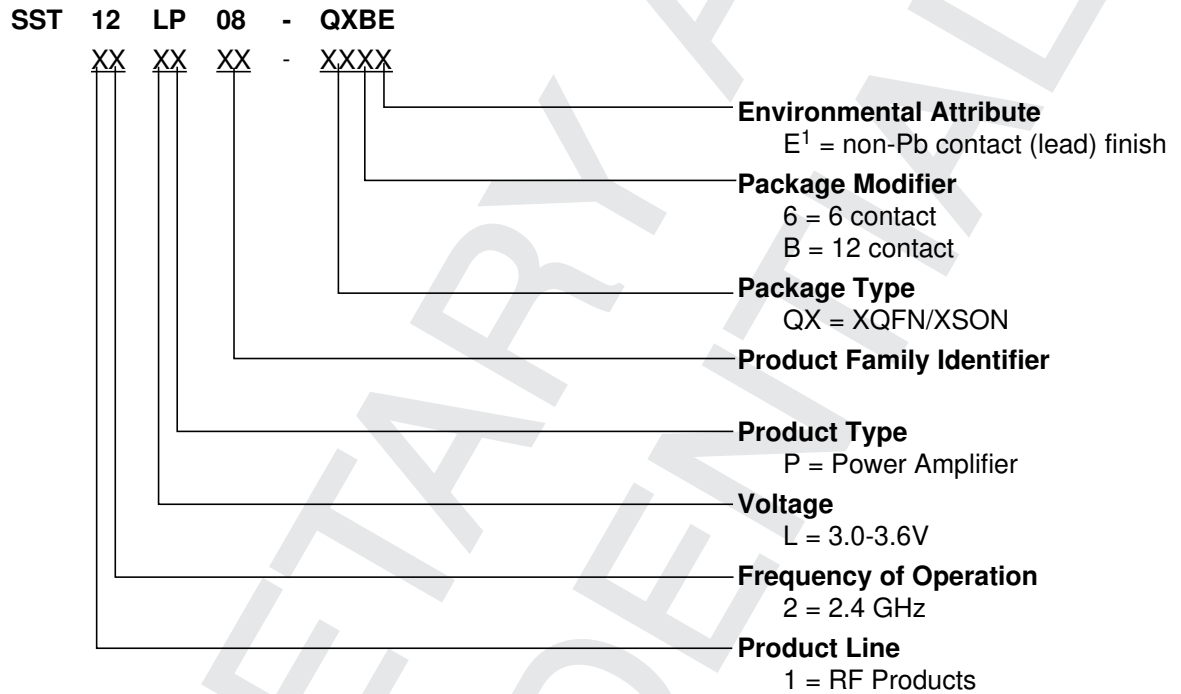 SST 12 LP 08 - QXBE
XX XX XX - XXXX
Environmental Attribute
E1 = non-Pb contact (lead) finish
Package Modifier
6 = 6 contact
B = 12 contact
Package Type
QX = XQFN/XSON
Product Family Identifier
Product Type
P = Power Amplifier
Voltage
L = 3.0-3.6V
Frequency of Operation
2 = 2.4 GHz
Product Line
1 = RF Products